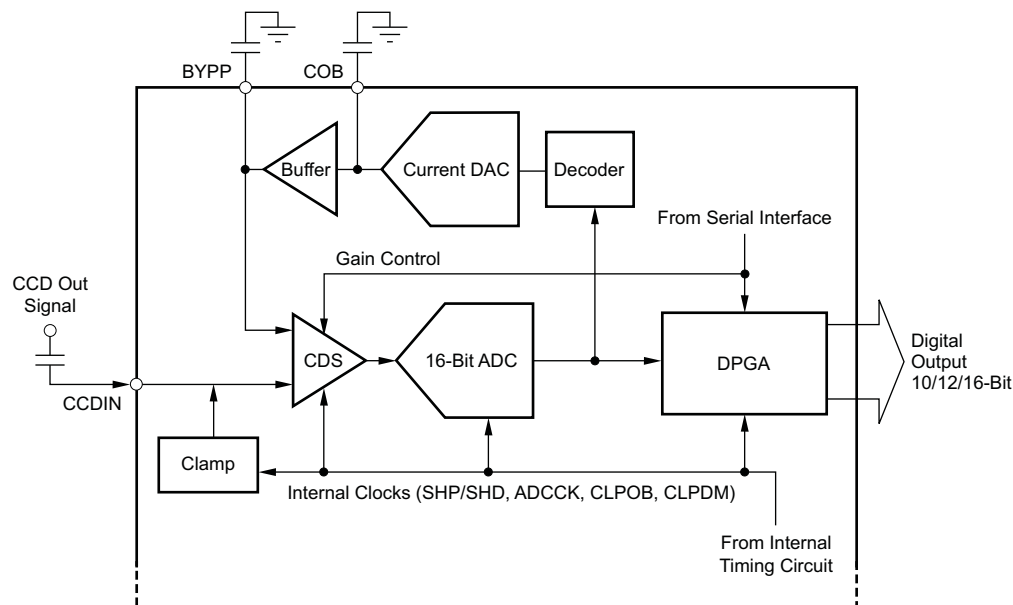 BYPP
COB
Buffer
Current DAC
Decoder
From Serial Interface
Gain Control
CCD Out
Signal
CDS
16-Bit ADC
DPGA
Digital
Output
10/12/16-Bit
CCDIN
Clamp
Internal Clocks (SHP/SHD, ADCCK, CLPOB, CLPDM)
From Internal
Timing Circuit